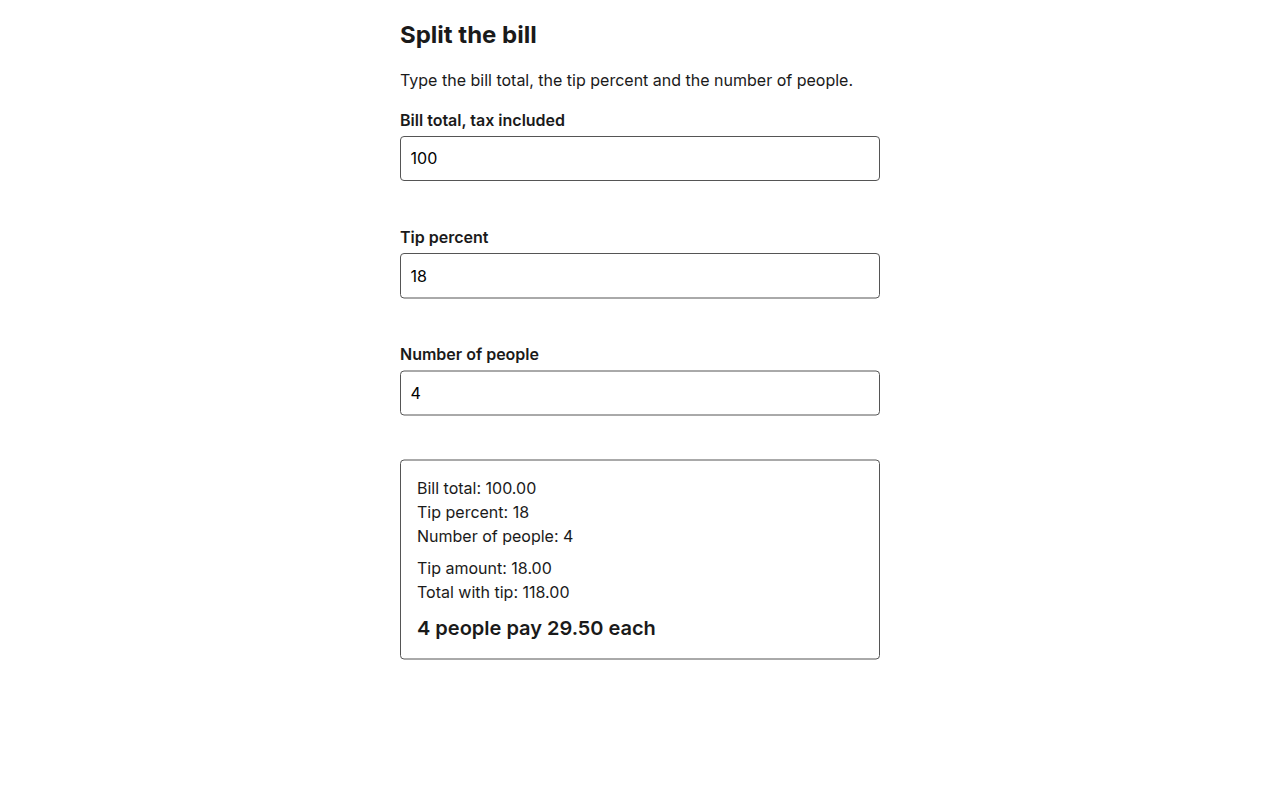 Split the bill
Type the bill total, the tip percent and the number of people.
Bill total, tax included
100
Tip percent
18
Number of people
4
Bill total: 100.00
Tip percent: 18
Number of people: 4
Tip amount: 18.00
Total with tip: 118.00
4 people pay 29.50 each